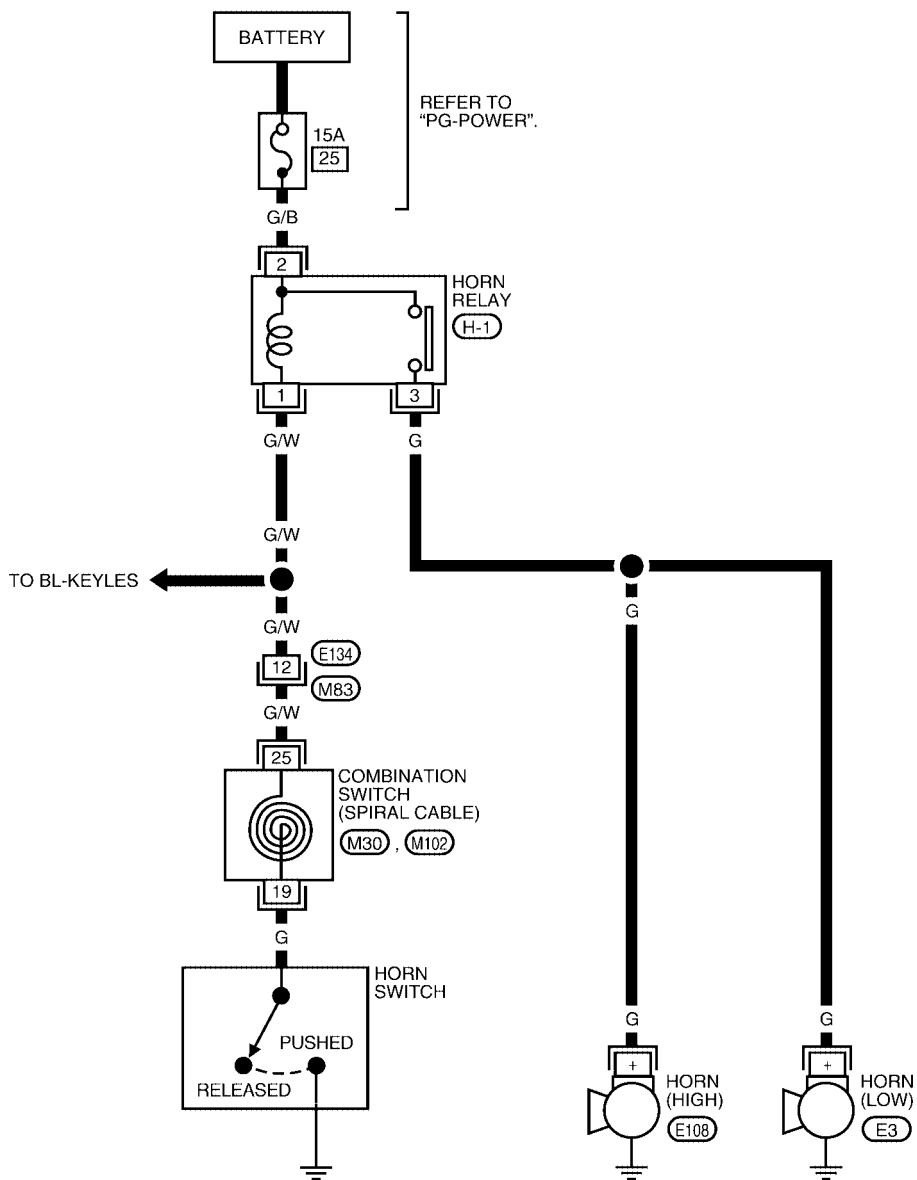 BATTERY
REFER TO
"PG-POWER".
15A
25
G/B
2
HORN
RELAY
H-1
1
3
G/W
G
G/W
TO BL-KEYLES
G
G/W
12
E134
M83
G/W
25
COMBINATION
SWITCH
(SPIRAL CABLE)
M30 , M102
19
G
HORN
SWITCH
PUSHED
RELEASED
G
G
+
+
HORN
(HIGH)
E108
HORN
(LOW)
E3